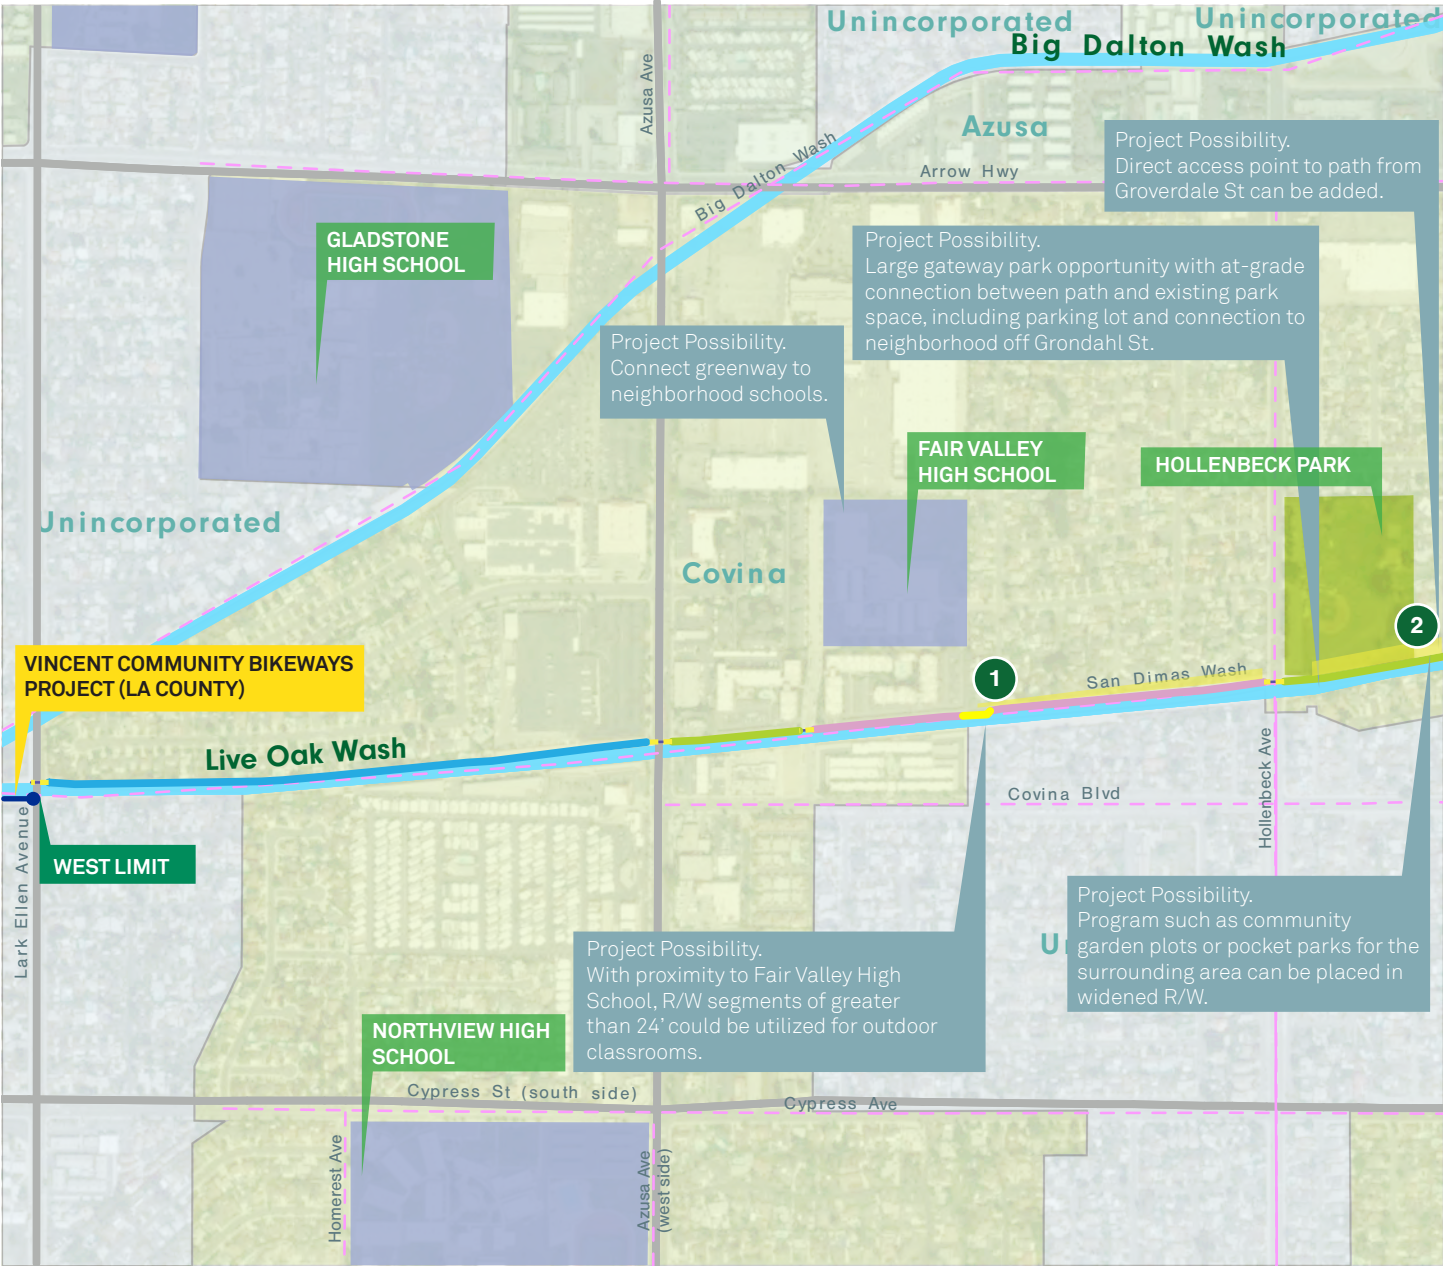 Unincorporated
Unincorporated
Big Dalton Wash
Azusa Ave
Azusa
Big Dalton Wash
Arrow Hwy
Project Possibility.
Direct access point to path from
Groverdale St can be added.
GLADSTONE
HIGH SCHOOL
Project Possibility.
Large gateway park opportunity with at-grade
connection between path and existing park
space, including parking lot and connection to
neighborhood off Grondahl St.
Project Possibility.
Connect greenway to
neighborhood schools.
FAIR VALLEY
HIGH SCHOOL
HOLLENBECK PARK
Unincorporated
Covina
2
VINCENT COMMUNITY BIKEWAYS
PROJECT (LA COUNTY)
1
San Dimas Wash
Live Oak Wash
Covina Blvd
Hollenbeck Ave
Lark Ellen Avenue
WEST LIMIT
Project Possibility.
Program such as community
garden plots or pocket parks for the
surrounding area can be placed in
widened R/W.
U
Project Possibility.
With proximity to Fair Valley High
School, R/W segments of greater
than 24' could be utilized for outdoor
classrooms.
NORTHVIEW HIGH
SCHOOL
Cypress St (south side)
Cypress Ave
Homerest Ave
Azusa Ave
(west side)